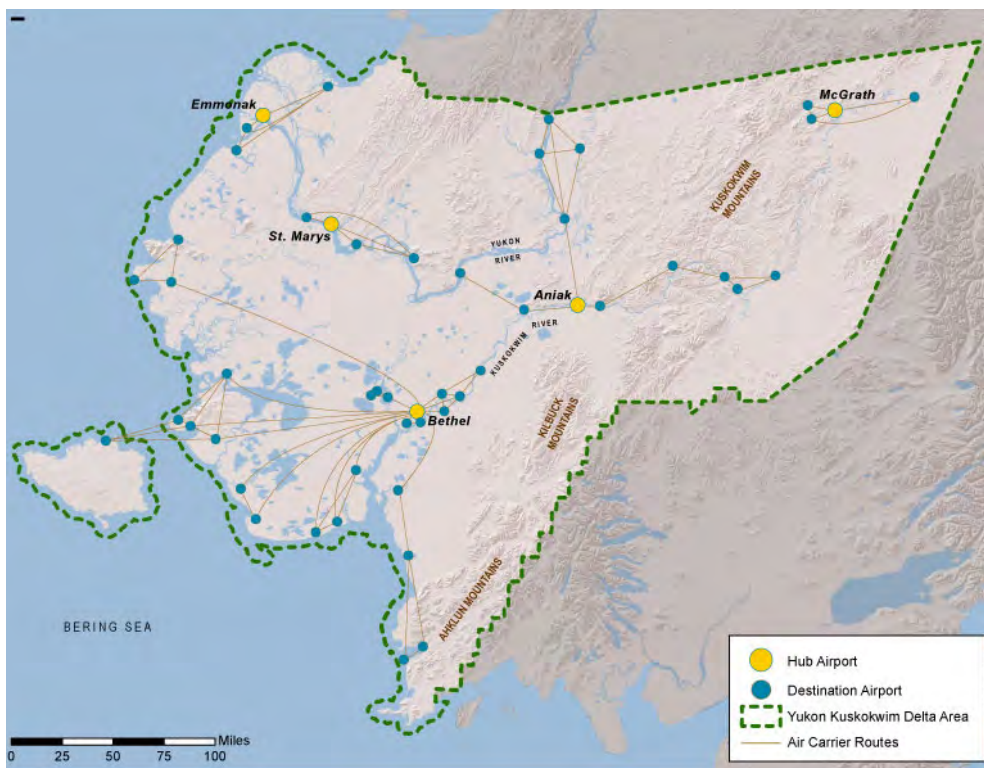 McGrath
Emmonak
KUSKOKWIM
MOUNTAINS
St. Marys
YUKON
RIVER
Aniak
RIVER
KUSKOKWIM
Bethel
KILBUCK
MOUNTAINS
AHKLUN MOUNTAINS
BERING SEA
Hub Airport
Destination Airport
Yukon Kuskokwim Delta Area
Air Carrier Routes
Miles
0 25 50 75 100